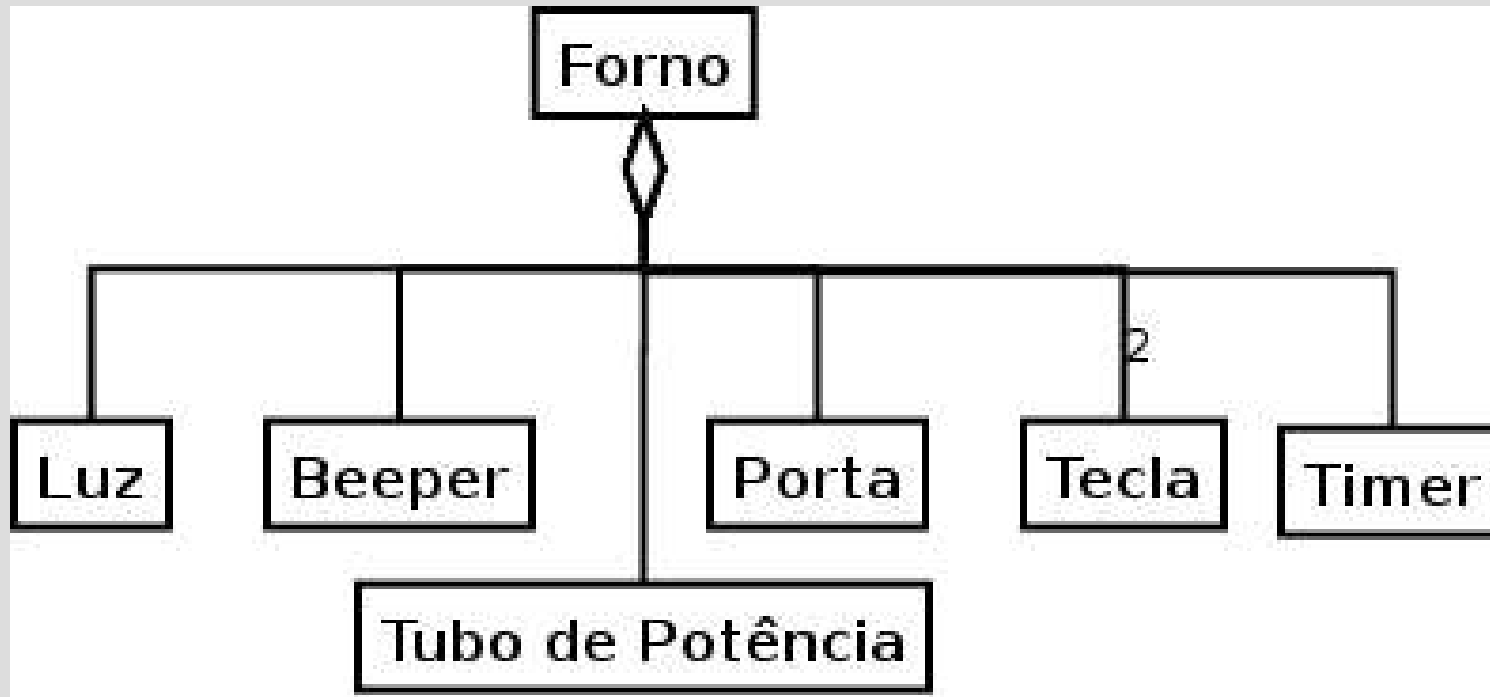 Forno
2
Luz
Beeper
Porta
Tecla
Timer
Tubo de Potência